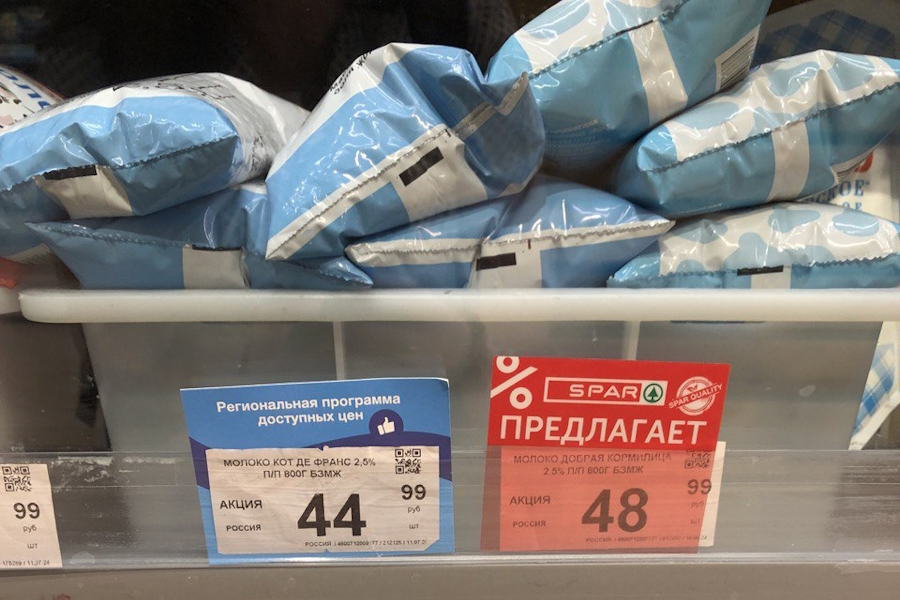 Региональная программа
доступных цен
МОЛОКО КОТ ДЕ ФРАНС 2,5%
П/П 800Г БЗМЖ
АКЦИЯ
РОССИЯ
44
99
руб
шт
%
SPAR
SPAR QUALITY
ПРЕДЛАГАЕТ
МОЛОКО ДОБРАЯ КОРМИЛИЦА
2.5% П/П 800Г БЗМЖ
АКЦИЯ
РОССИЯ
48
99
руб
шт
99
руб
шт